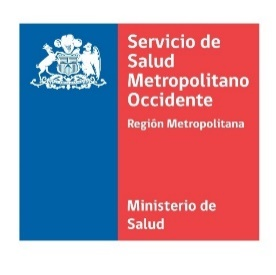 Servicio de
Salud
Metropolitano
Occidente
Región Metropolitana
Ministerio de
Salud